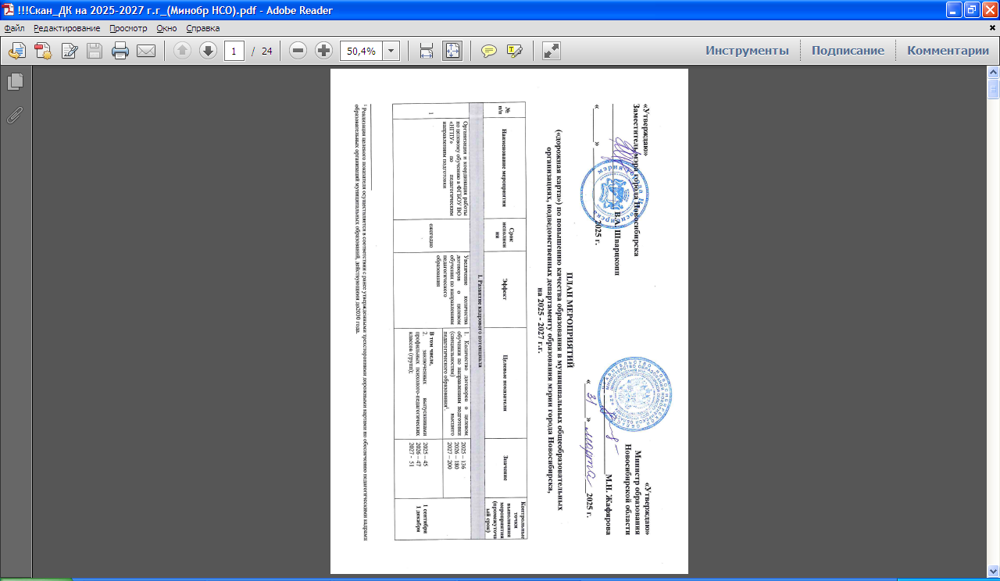 !!!Скан_ДК на 2025-2027 г.г_(Минобр НСО).pdf - Adobe Reader
Файл Редактирование Просмотр Окно Справка
1 / 24 50,4% Инструменты Подписание Комментарии
«Утверждаю»
Заместитель мэра города Новосибирска
В.А. Шварцкопп
« » 2025 г.
«Утверждаю»
Министр образования
Новосибирской области
М.Н. Жафярова
« 31 » марта 2025 г.
ПЛАН МЕРОПРИЯТИЙ
(«дорожная карта») по повышению качества образования в муниципальных общеобразовательных
организациях, подведомственных департаменту образования мэрии города Новосибирска,
на 2025 - 2027 г.г.
№
п/п
Наименование мероприятия
Срок
исполнен
ия
Эффект
Целевые показатели
Значение
Контрольные
точки
выполнения
мероприятия
(промежуточн
ый срок)
1. Развитие кадрового потенциала
1
Организация и координация работы
по целевому обучению в ФГБОУ ВО
«НГПУ» по педагогическим
направлениям подготовки
ежегодно
Увеличение количества
договоров о целевом
обучении по направлениям
педагогического
образования
1. Количество договоров о целевом
обучении по направлениям подготовки
(специальностям) высшего
педагогического образования¹,
2025 – 136
2026 – 180
2027 – 200
В том числе,
2. заключенных выпускниками
профильных психолого-педагогических
классов (групп);
2025 – 45
2026 – 47
2027 - 51
1 сентября
1 декабря
¹ Реализация целевого показателя осуществляется в соответствии с ранее утвержденными трехсторонними дорожными картами по обеспечению педагогическими кадрами
образовательных организаций муниципальных образований, действующими до2030 года.